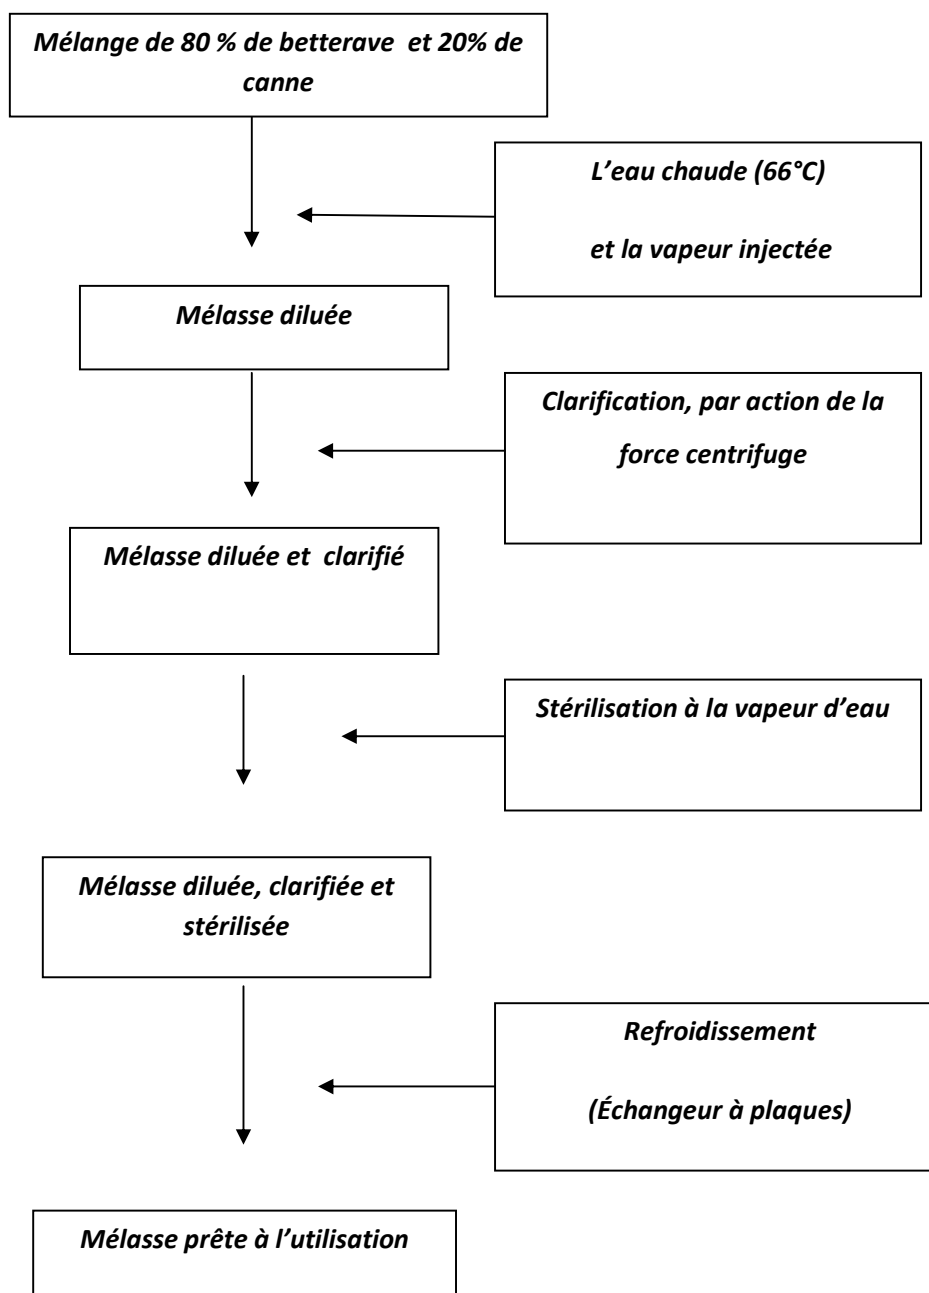 Mélange de 80 % de betterave et 20% de
canne
L’eau chaude (66°C)
et la vapeur injectée
Mélasse diluée
Clarification, par action de la
force centrifuge
Mélasse diluée et clarifié
Stérilisation à la vapeur d’eau
Mélasse diluée, clarifiée et
stérilisée
Refroidissement
(Échangeur à plaques)
Mélasse prête à l’utilisation